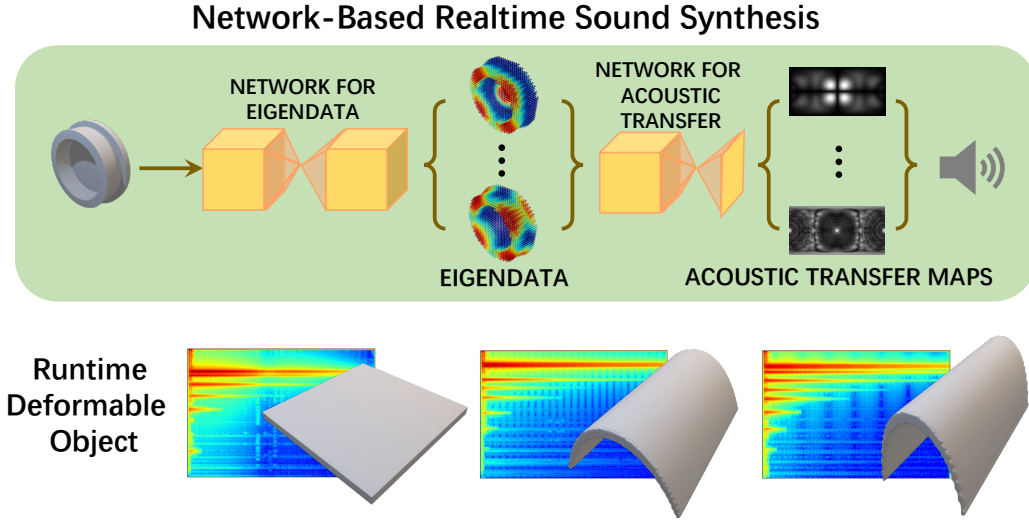 Network-Based Realtime Sound Synthesis
NETWORK FOR
EIGENDATA
NETWORK FOR
ACOUSTIC
TRANSFER
EIGENDATA
ACOUSTIC TRANSFER MAPS
Runtime
Deformable
Object